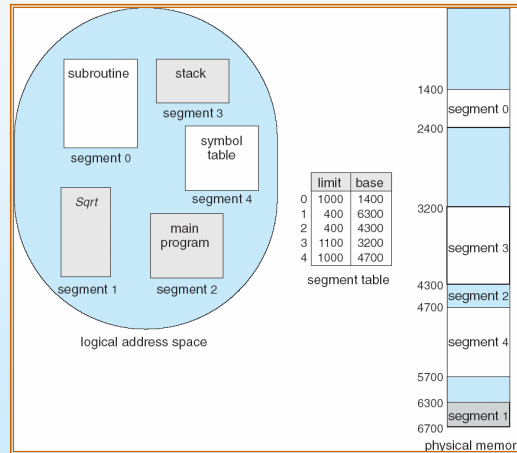 subroutine
stack
segment 3
segment 0
symbol
table
segment 4
Sqrt
main
program
segment 1
segment 2
logical address space
limit base
0 1000 1400
1 400 6300
2 400 4300
3 1100 3200
4 1000 4700
segment table
1400
segment 0
2400
3200
segment 3
4300
segment 2
4700
segment 4
5700
6300
segment 1
6700
physical memor